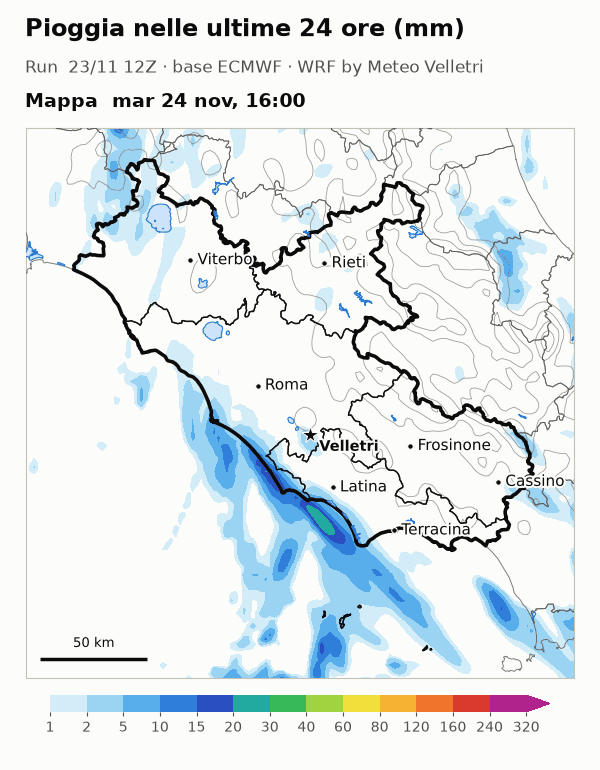 Pioggia nelle ultime 24 ore (mm)
Run  23/11 12Z · base ECMWF · WRF by Meteo Velletri
Mappa  mar 24 nov, 16:00
Viterbo
Rieti
Roma
Velletri
Frosinone
Latina
Cassino
Terracina
50 km
1 2 5 10 15 20 30 40 60 80 120 160 240 320